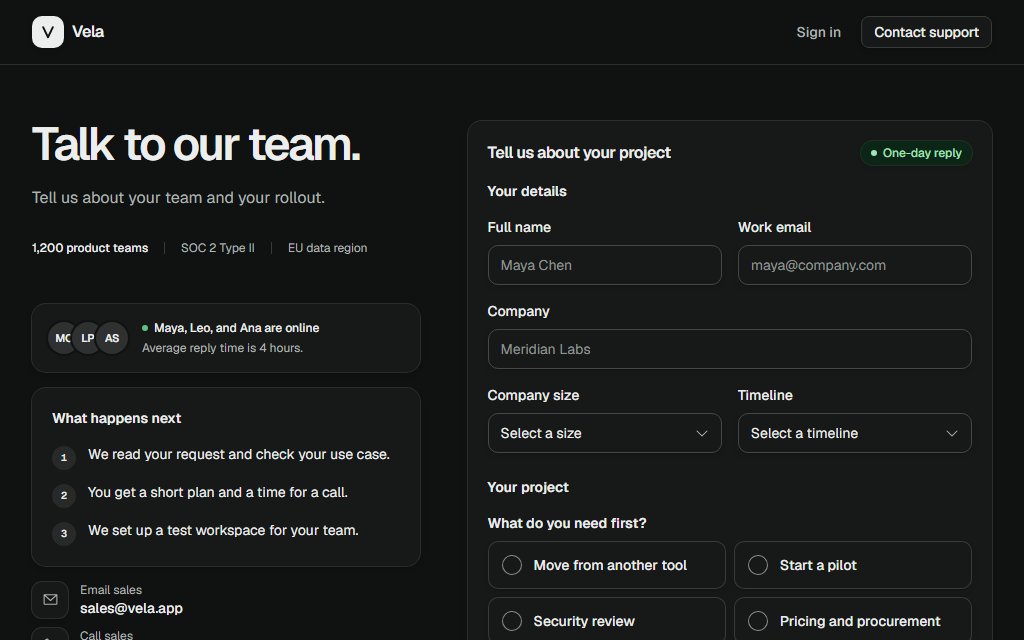 V Vela
Sign in
Contact support
Talk to our team.
Tell us about your team and your rollout.
1,200 product teams
SOC 2 Type II
EU data region
MC LP AS
Maya, Leo, and Ana are online
Average reply time is 4 hours.
What happens next
1 We read your request and check your use case.
2 You get a short plan and a time for a call.
3 We set up a test workspace for your team.
Email sales
sales@vela.app
Call sales
Tell us about your project
One-day reply
Your details
Full name
Work email
Maya Chen
maya@company.com
Company
Meridian Labs
Company size
Timeline
Select a size
Select a timeline
Your project
What do you need first?
Move from another tool
Start a pilot
Security review
Pricing and procurement